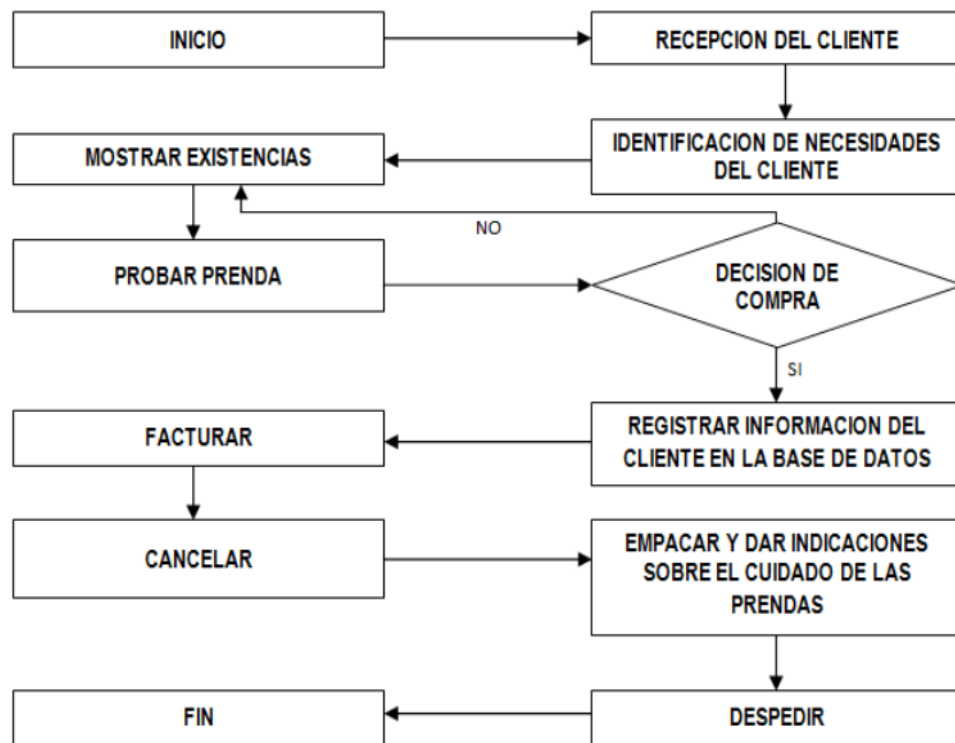 INICIO
RECEPCION DEL CLIENTE
IDENTIFICACION DE NECESIDADES
DEL CLIENTE
MOSTRAR EXISTENCIAS
NO
PROBAR PRENDA
DECISION DE
COMPRA
SI
REGISTRAR INFORMACION DEL
CLIENTE EN LA BASE DE DATOS
FACTURAR
CANCELAR
EMPACAR Y DAR INDICACIONES
SOBRE EL CUIDADO DE LAS
PRENDAS
DESPEDIR
FIN